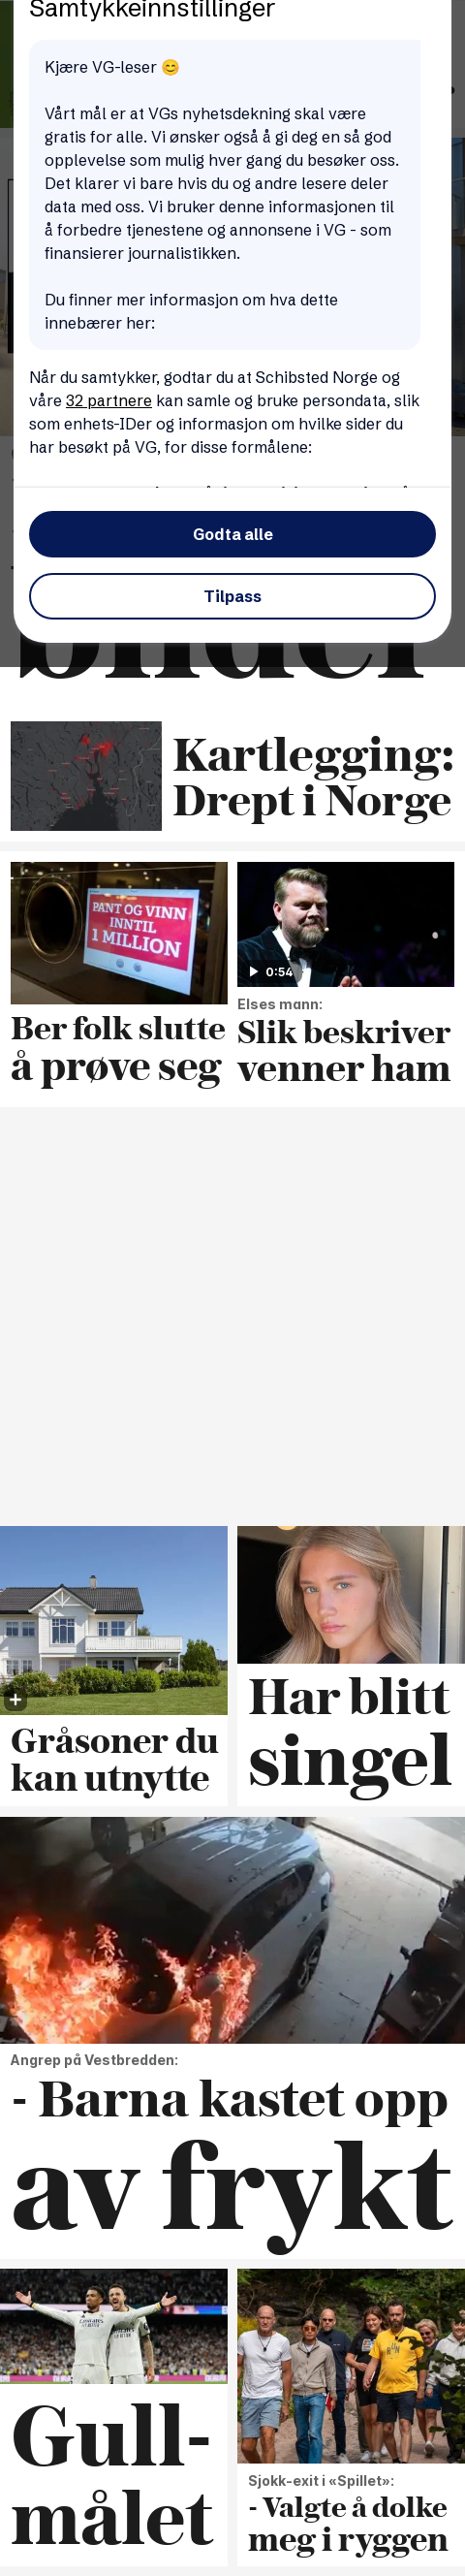 Samtykkeinnstillinger
Kjære VG-leser 😊
Vårt mål er at VGs nyhetsdekning skal være
gratis for alle. Vi ønsker også å gi deg en så god
opplevelse som mulig hver gang du besøker oss.
Det klarer vi bare hvis du og andre lesere deler
data med oss. Vi bruker denne informasjonen til
å forbedre tjenestene og annonsene i VG - som
finansierer journalistikken.
Du finner mer informasjon om hva dette
innebærer her:
Når du samtykker, godtar du at Schibsted Norge og
våre 32 partnere kan samle og bruke persondata, slik
som enhets-IDer og informasjon om hvilke sider du
har besøkt på VG, for disse formålene:
Godta alle
Tilpass
bilder
Kartlegging:
Drept i Norge
PANT OG VINN
INNTIL
1 MILLION
0:54
Ber folk slutte
å prøve seg
Elses mann:
Slik beskriver
venner ham
Gråsoner du
kan utnytte
Har blitt
singel
Angrep på Vestbredden:
- Barna kastet opp
av frykt
Gull-
målet
Sjokk-exit i «Spillet»:
- Valgte å dolke
meg i ryggen